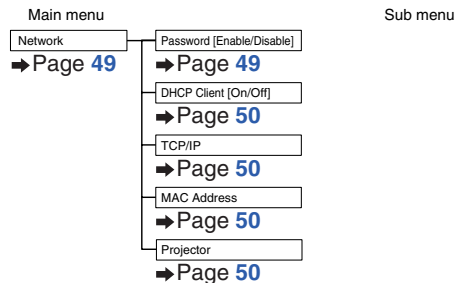 Main menu
Sub menu
Network
➡Page 49
Password [Enable/Disable]
➡Page 49
DHCP Client [On/Off]
➡Page 50
TCP/IP
➡Page 50
MAC Address
➡Page 50
Projector
➡Page 50